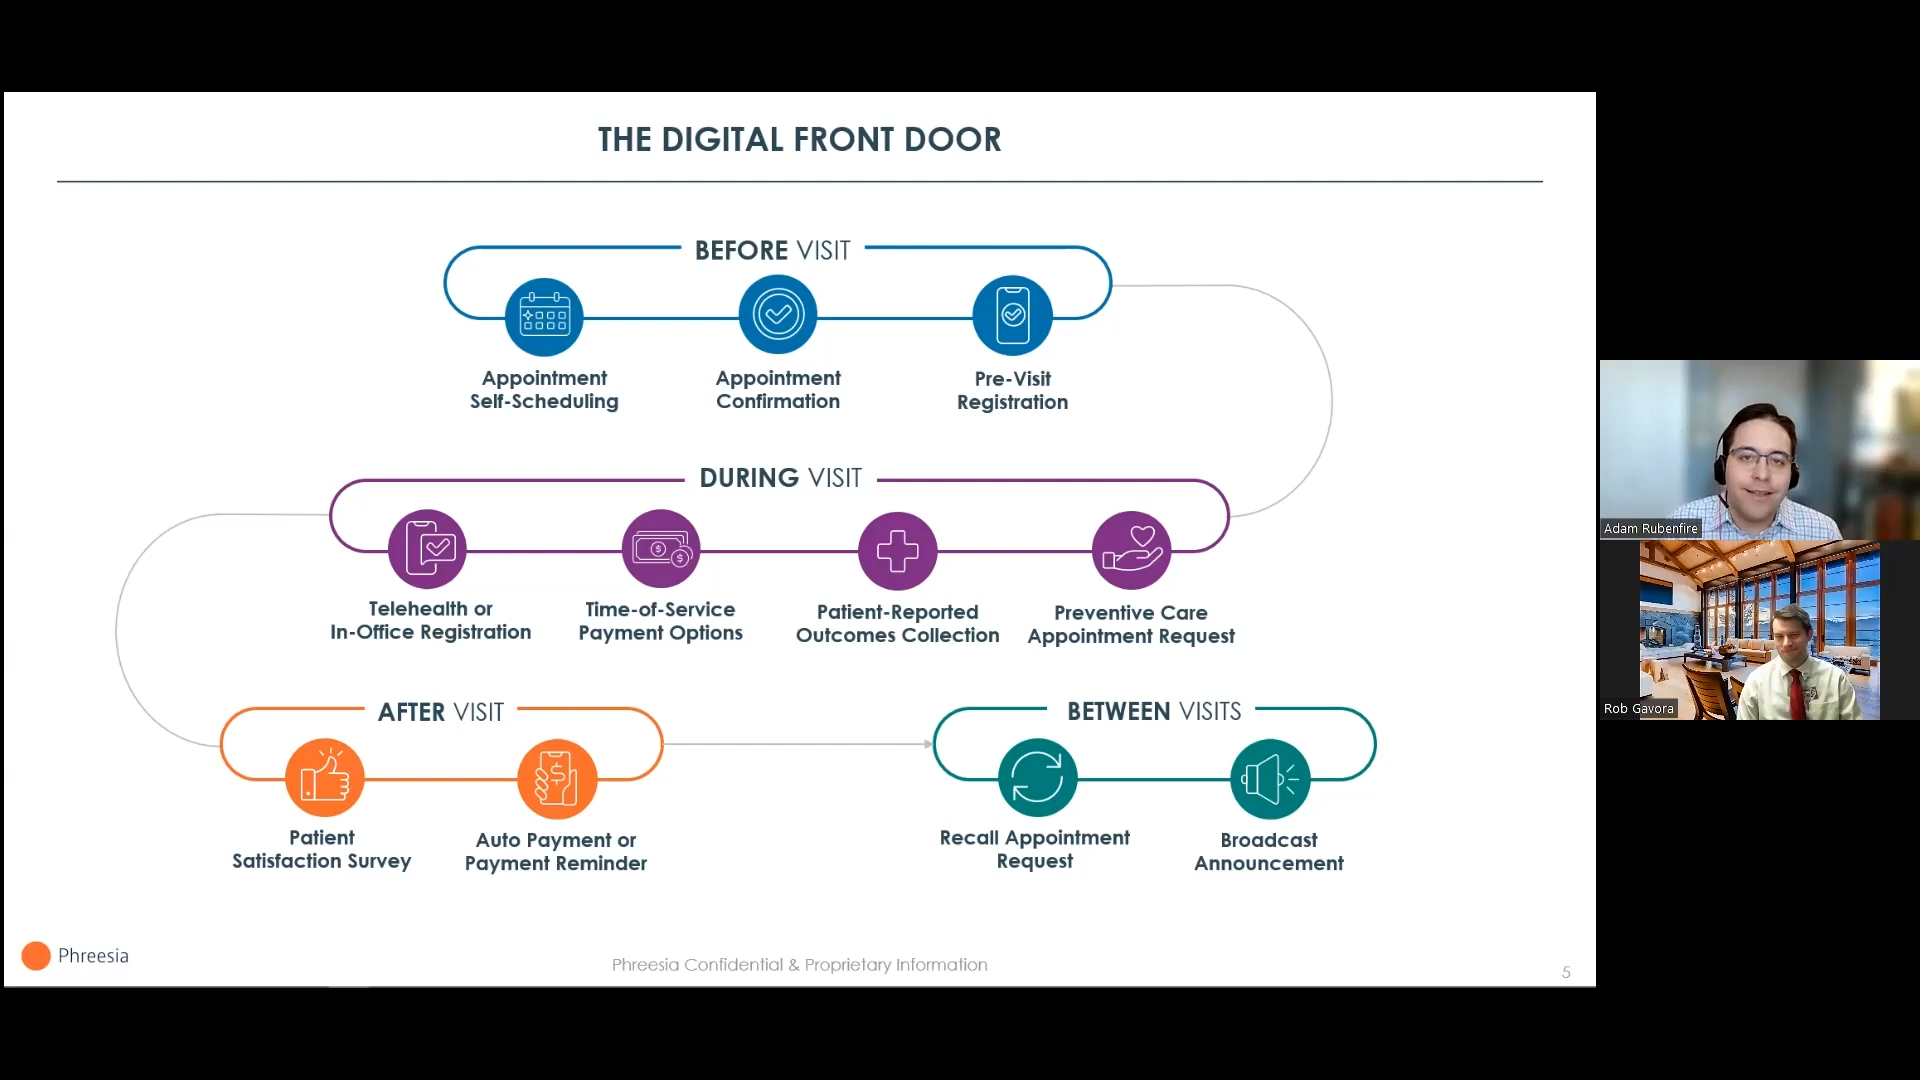 THE DIGITAL FRONT DOOR
BEFORE VISIT
Appointment
Self-Scheduling
Appointment
Confirmation
Pre-Visit
Registration
DURING VISIT
Telehealth or
In-Office Registration
Time-of-Service
Payment Options
Patient-Reported
Outcomes Collection
Preventive Care
Appointment Request
AFTER VISIT
Patient
Satisfaction Survey
Auto Payment or
Payment Reminder
BETWEEN VISITS
Recall Appointment
Request
Broadcast
Announcement
Phreesia
Phreesia Confidential & Proprietary Information
5
Adam Rubenfire
Rob Gavora